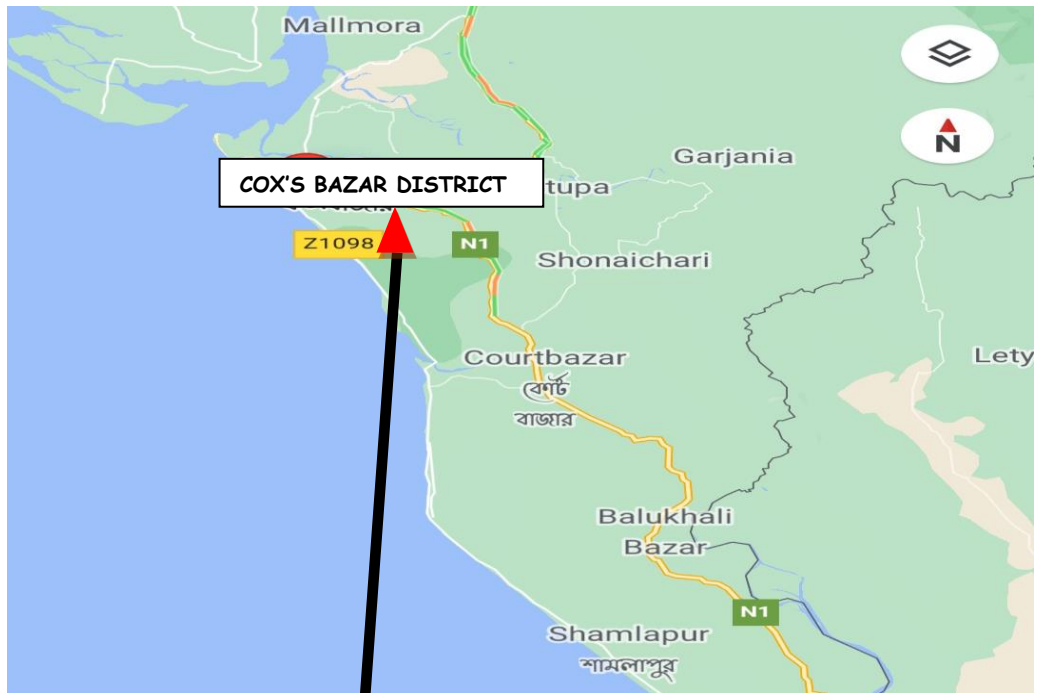 Mallmora
N
Garjania
COX'S BAZAR DISTRICT
tupa
Z1098
N1
Shonaichari
Courtbazar
কোর্ট
বাজার
Lety
Balukhali
Bazar
N1
Shamlapur
শামলাপুর